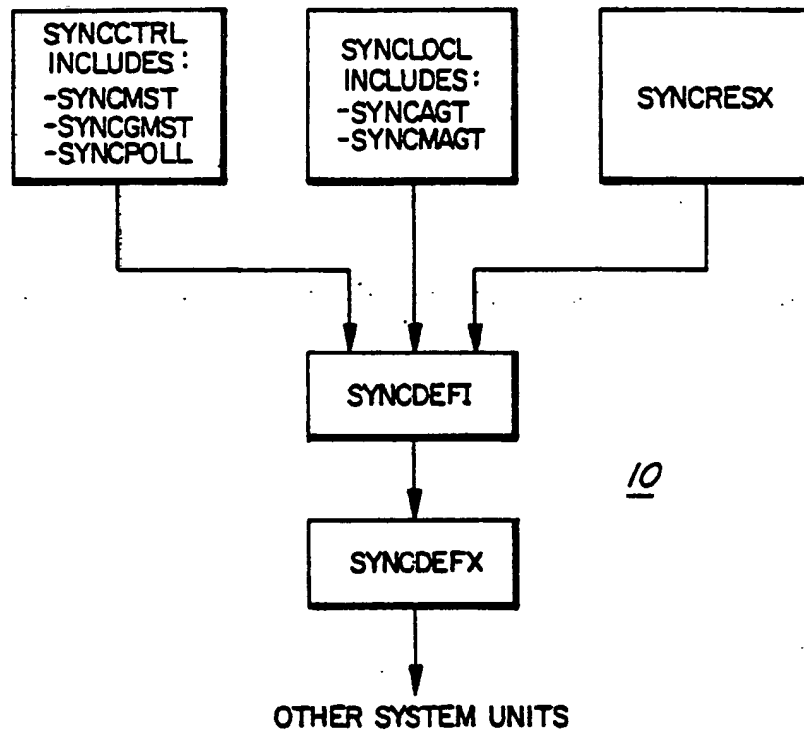 SYNCCTRL
INCLUDES:
-SYNCMST
-SYNCGMST
-SYNCPOLL
SYNCLOCL
INCLUDES:
-SYNCAGT
-SYNCMAGT
SYNCRESX
SYNCDEFI
10
SYNCDEFX
OTHER SYSTEM UNITS